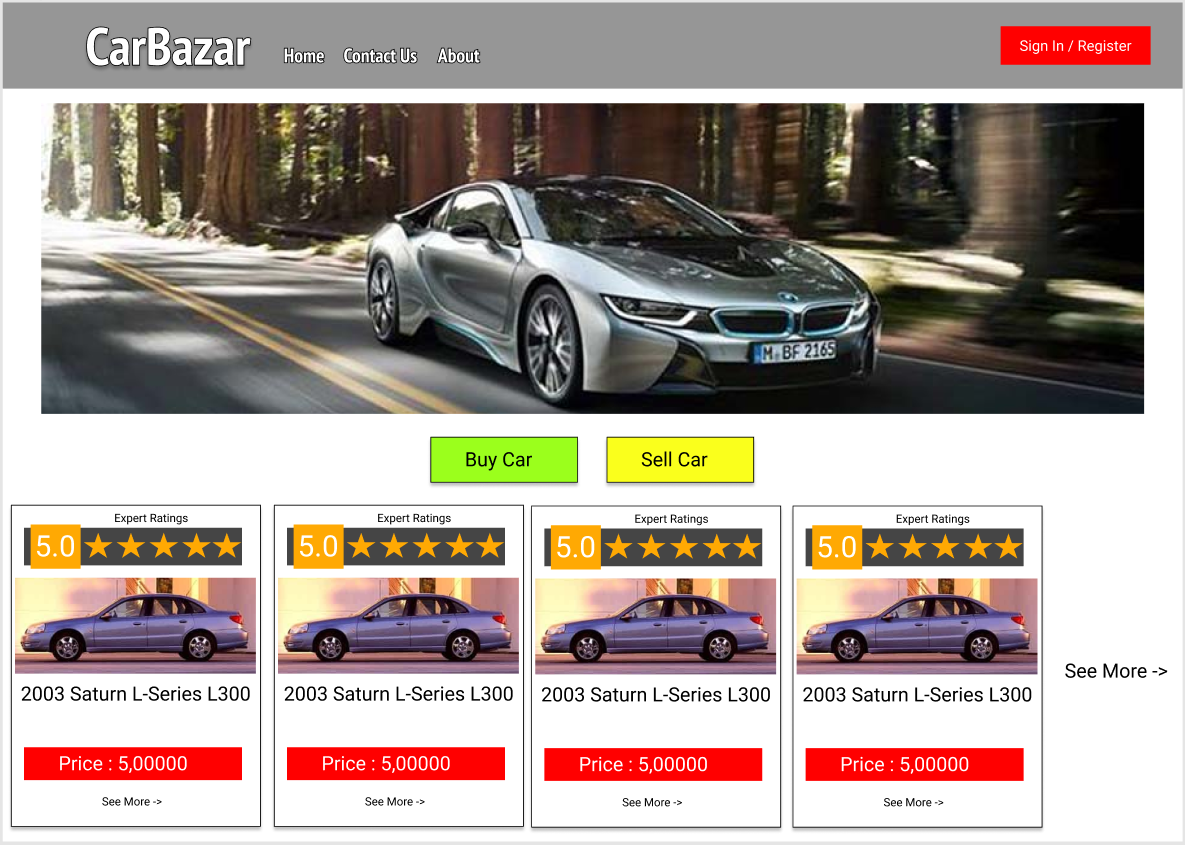 CarBazar
Home Contact Us About
Sign In / Register
M BF 2165
Buy Car
Sell Car
Expert Ratings
5.0
2003 Saturn L-Series L300
Price : 5,00000
See More ->
Expert Ratings
5.0
2003 Saturn L-Series L300
Price : 5,00000
See More ->
Expert Ratings
5.0
2003 Saturn L-Series L300
Price : 5,00000
See More ->
Expert Ratings
5.0
2003 Saturn L-Series L300
Price : 5,00000
See More ->
See More ->